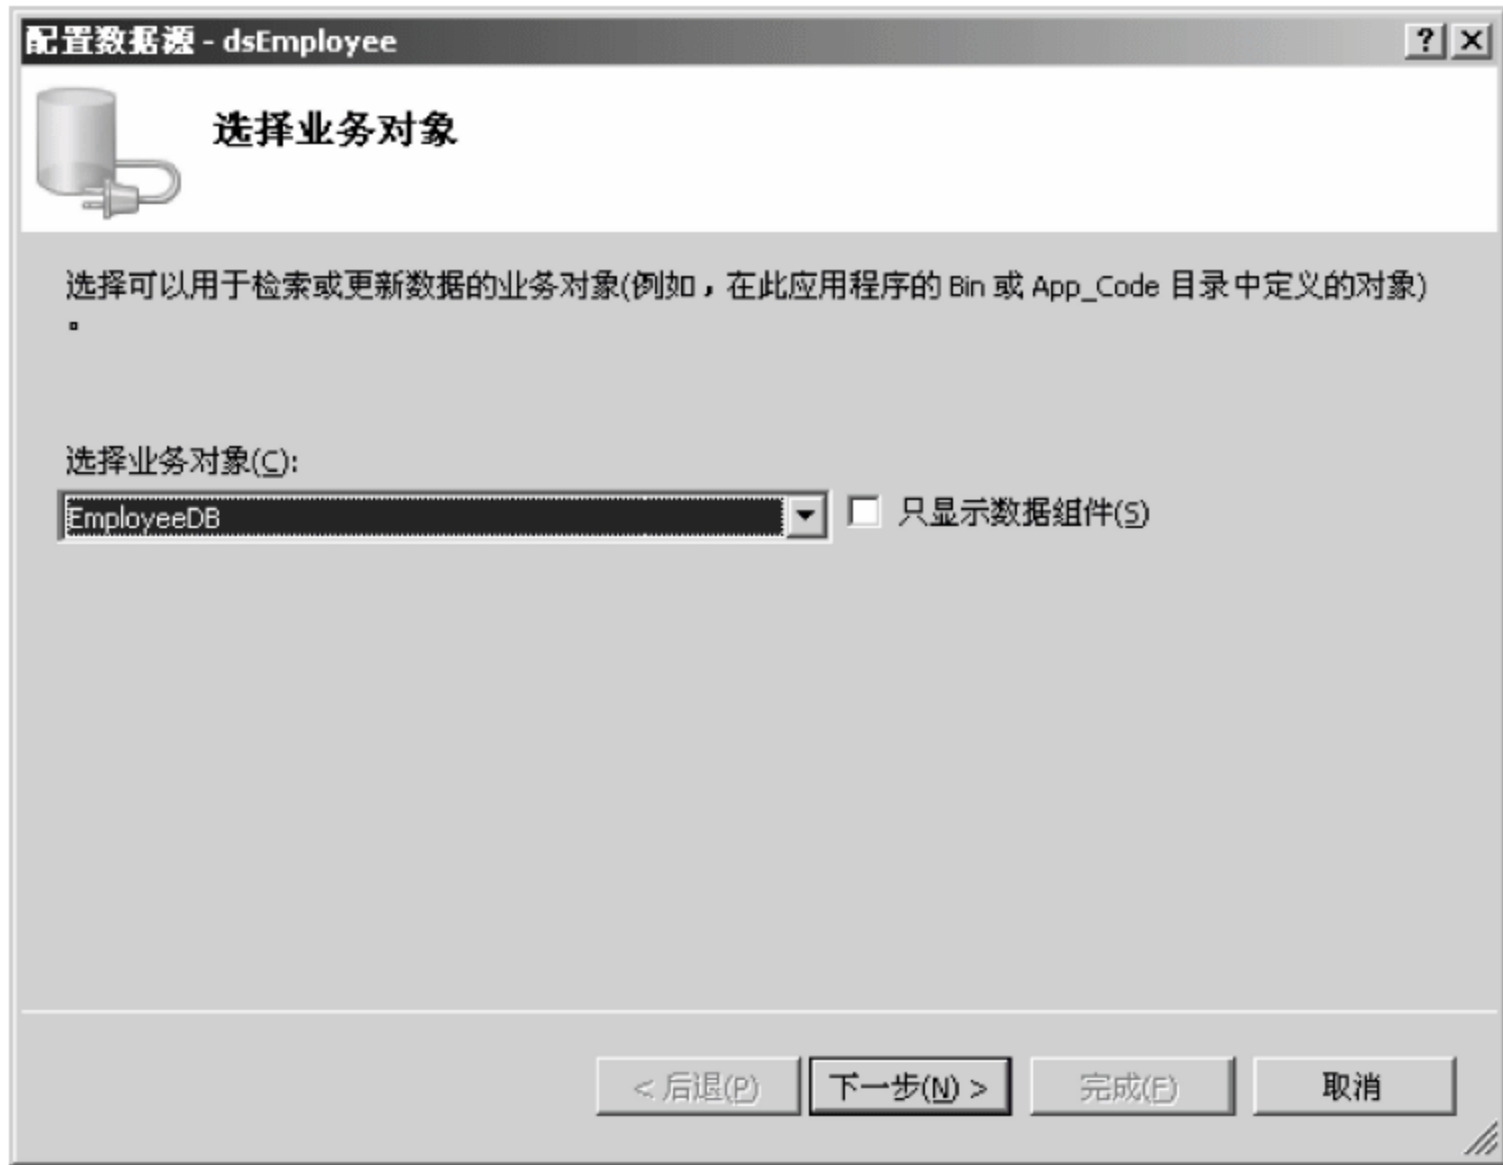 配置数据源 - dsEmployee
选择业务对象
选择可以用于检索或更新数据的业务对象(例如，在此应用程序的 Bin 或 App_Code 目录中定义的对象)
。
选择业务对象(C):
EmployeeDB
只显示数据组件(S)
< 后退(P) 下一步(N) > 完成(F) 取消